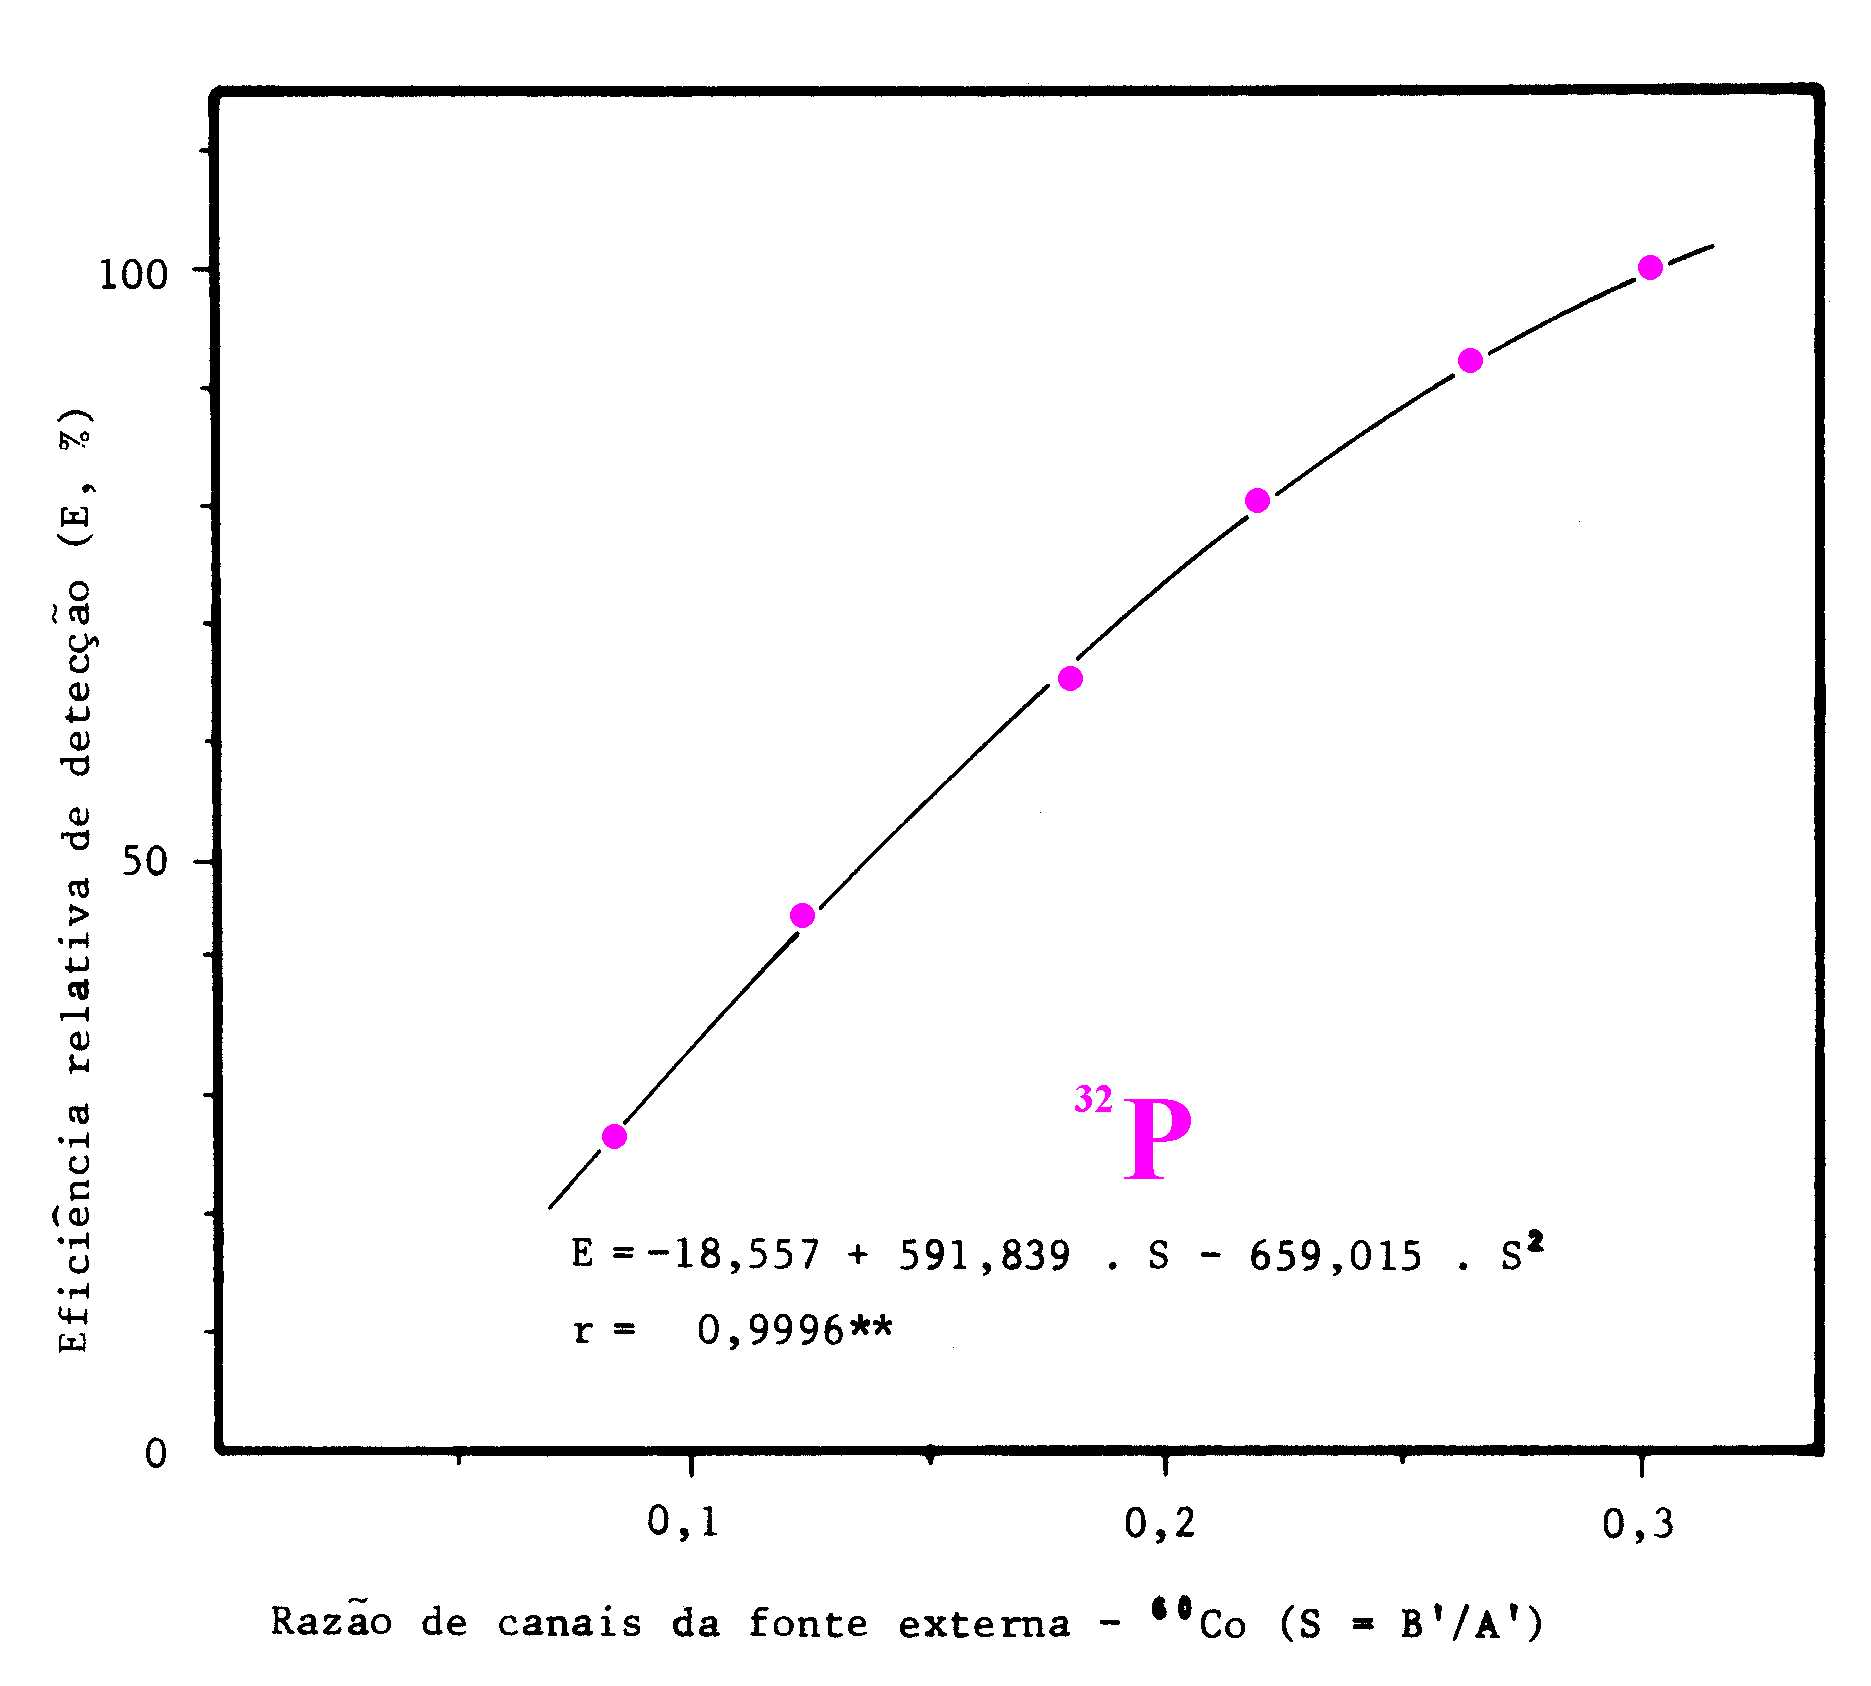 Eficiência relativa de detecção (E, %)
100
50
0
³²P
E = -18,557 + 591,839 . S - 659,015 . S²
r = 0,9996**
0,1 0,2 0,3
Razão de canais da fonte externa - ⁶⁰Co (S = B'/A')